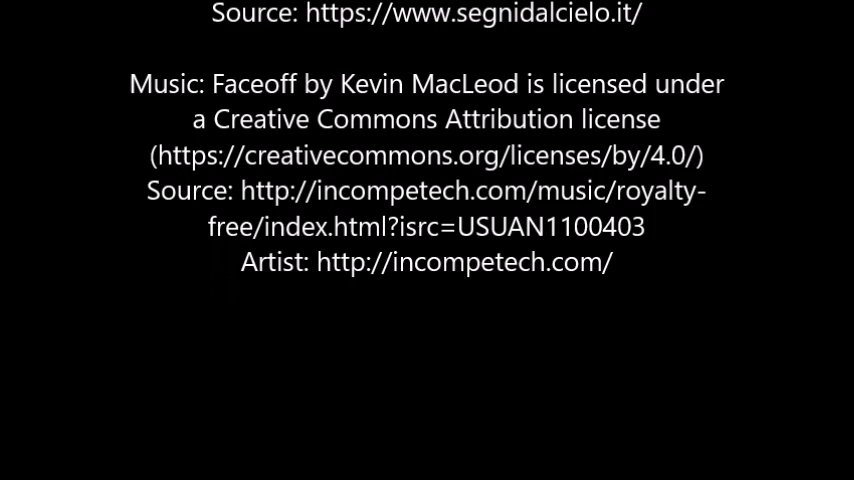 Source: https://www.segnidalcielo.it/
Music: Faceoff by Kevin MacLeod is licensed under
a Creative Commons Attribution license
(https://creativecommons.org/licenses/by/4.0/)
Source: http://incompetech.com/music/royalty-
free/index.html?isrc=USUAN1100403
Artist: http://incompetech.com/